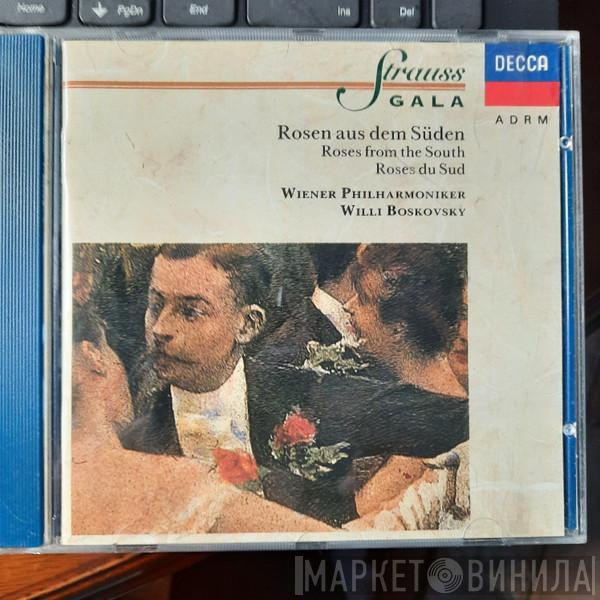 Home
PgDn
End
Ins
Del
Strauss
GALA
DECCA
ADRM
Rosen aus dem Süden
Roses from the South
Roses du Sud
WIENER PHILHARMONIKER
WILLI BOSKOVSKY
МАРКЕТ ВИНИЛА